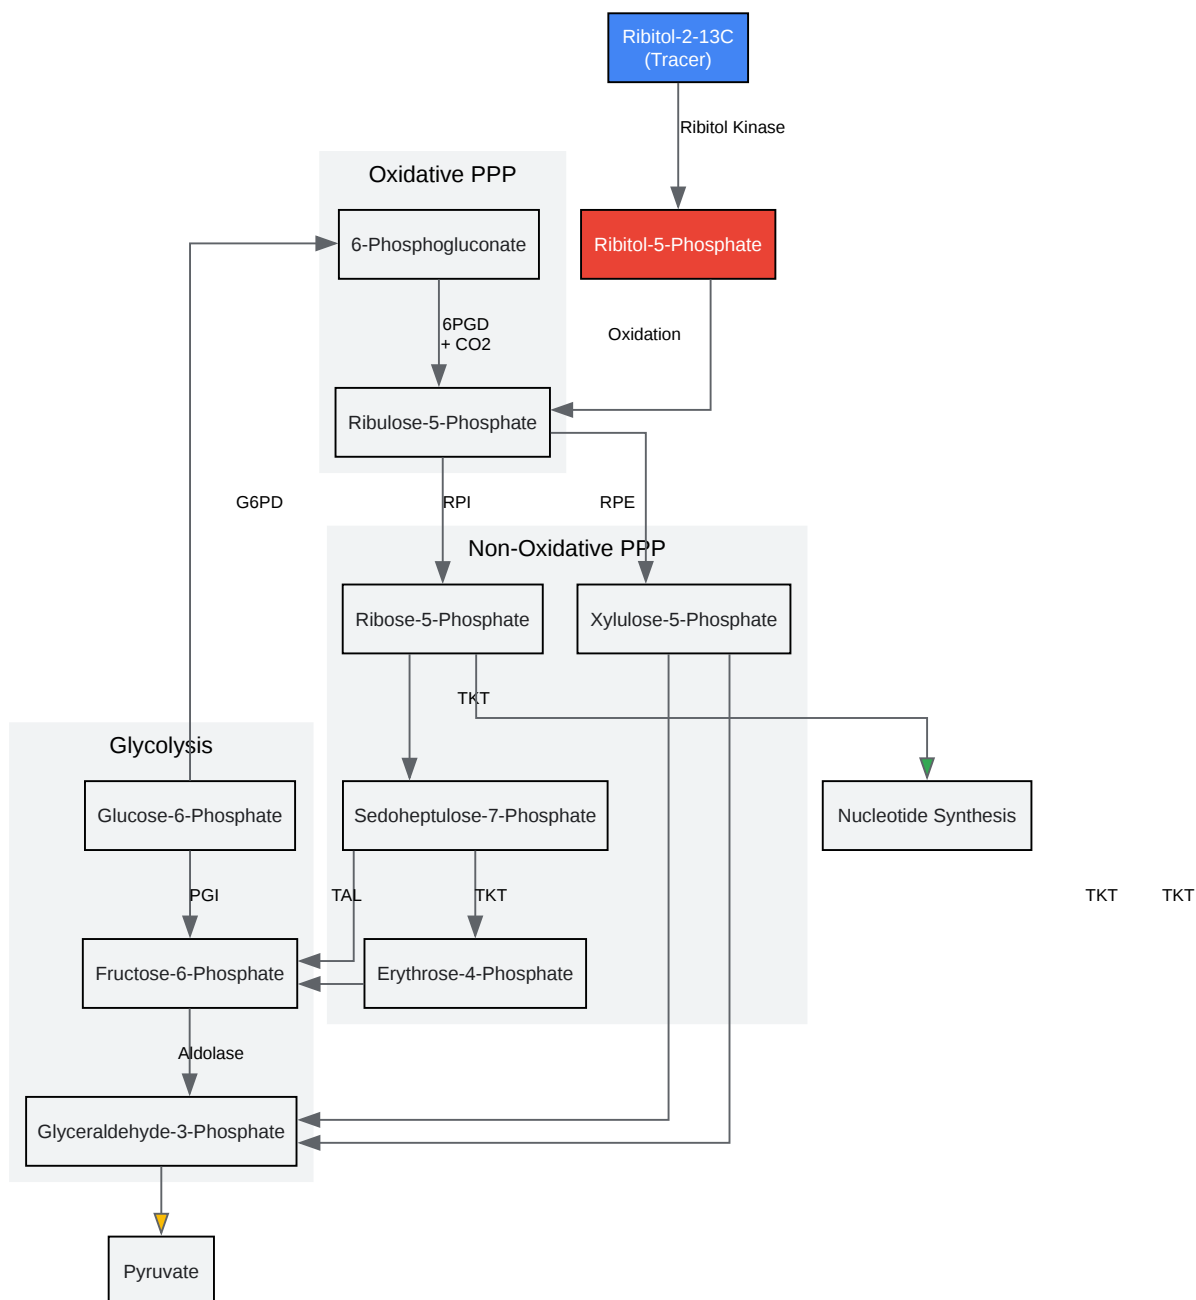 Ribitol-2-13C
(Tracer)
Ribitol Kinase
Oxidative PPP
6-Phosphogluconate
Ribitol-5-Phosphate
6PGD
+ CO2
Oxidation
Ribulose-5-Phosphate
G6PD
RPI
RPE
Non-Oxidative PPP
Ribose-5-Phosphate
Xylulose-5-Phosphate
TKT
Glycolysis
Glucose-6-Phosphate
Sedoheptulose-7-Phosphate
Nucleotide Synthesis
PGI
TAL
TKT
TKT
TKT
Fructose-6-Phosphate
Erythrose-4-Phosphate
Aldolase
Glyceraldehyde-3-Phosphate
Pyruvate